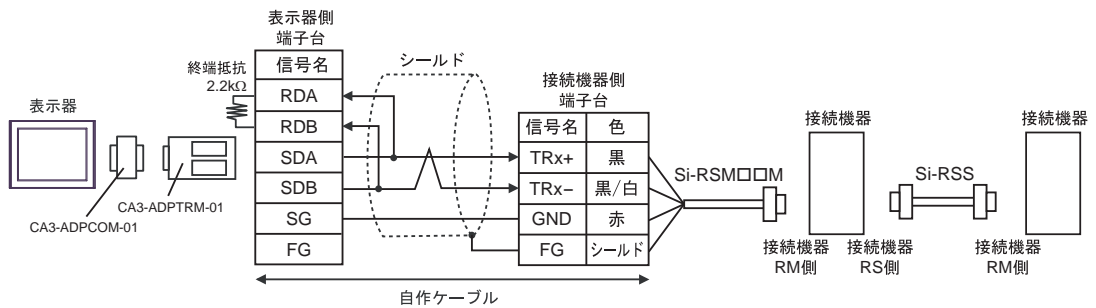 表示器側
端子台
信号名
RDA
RDB
SDA
SDB
SG
FG
終端抵抗
2.2kΩ
シールド
表示器
CA3-ADPCOM-01
CA3-ADPTRM-01
接続機器側
端子台
信号名 色
TRx+ 黒
TRx− 黒/白
GND 赤
FG シールド
Si-RSM□□M
接続機器
接続機器
RM側
接続機器
RS側
Si-RSS
接続機器
接続機器
RM側
自作ケーブル